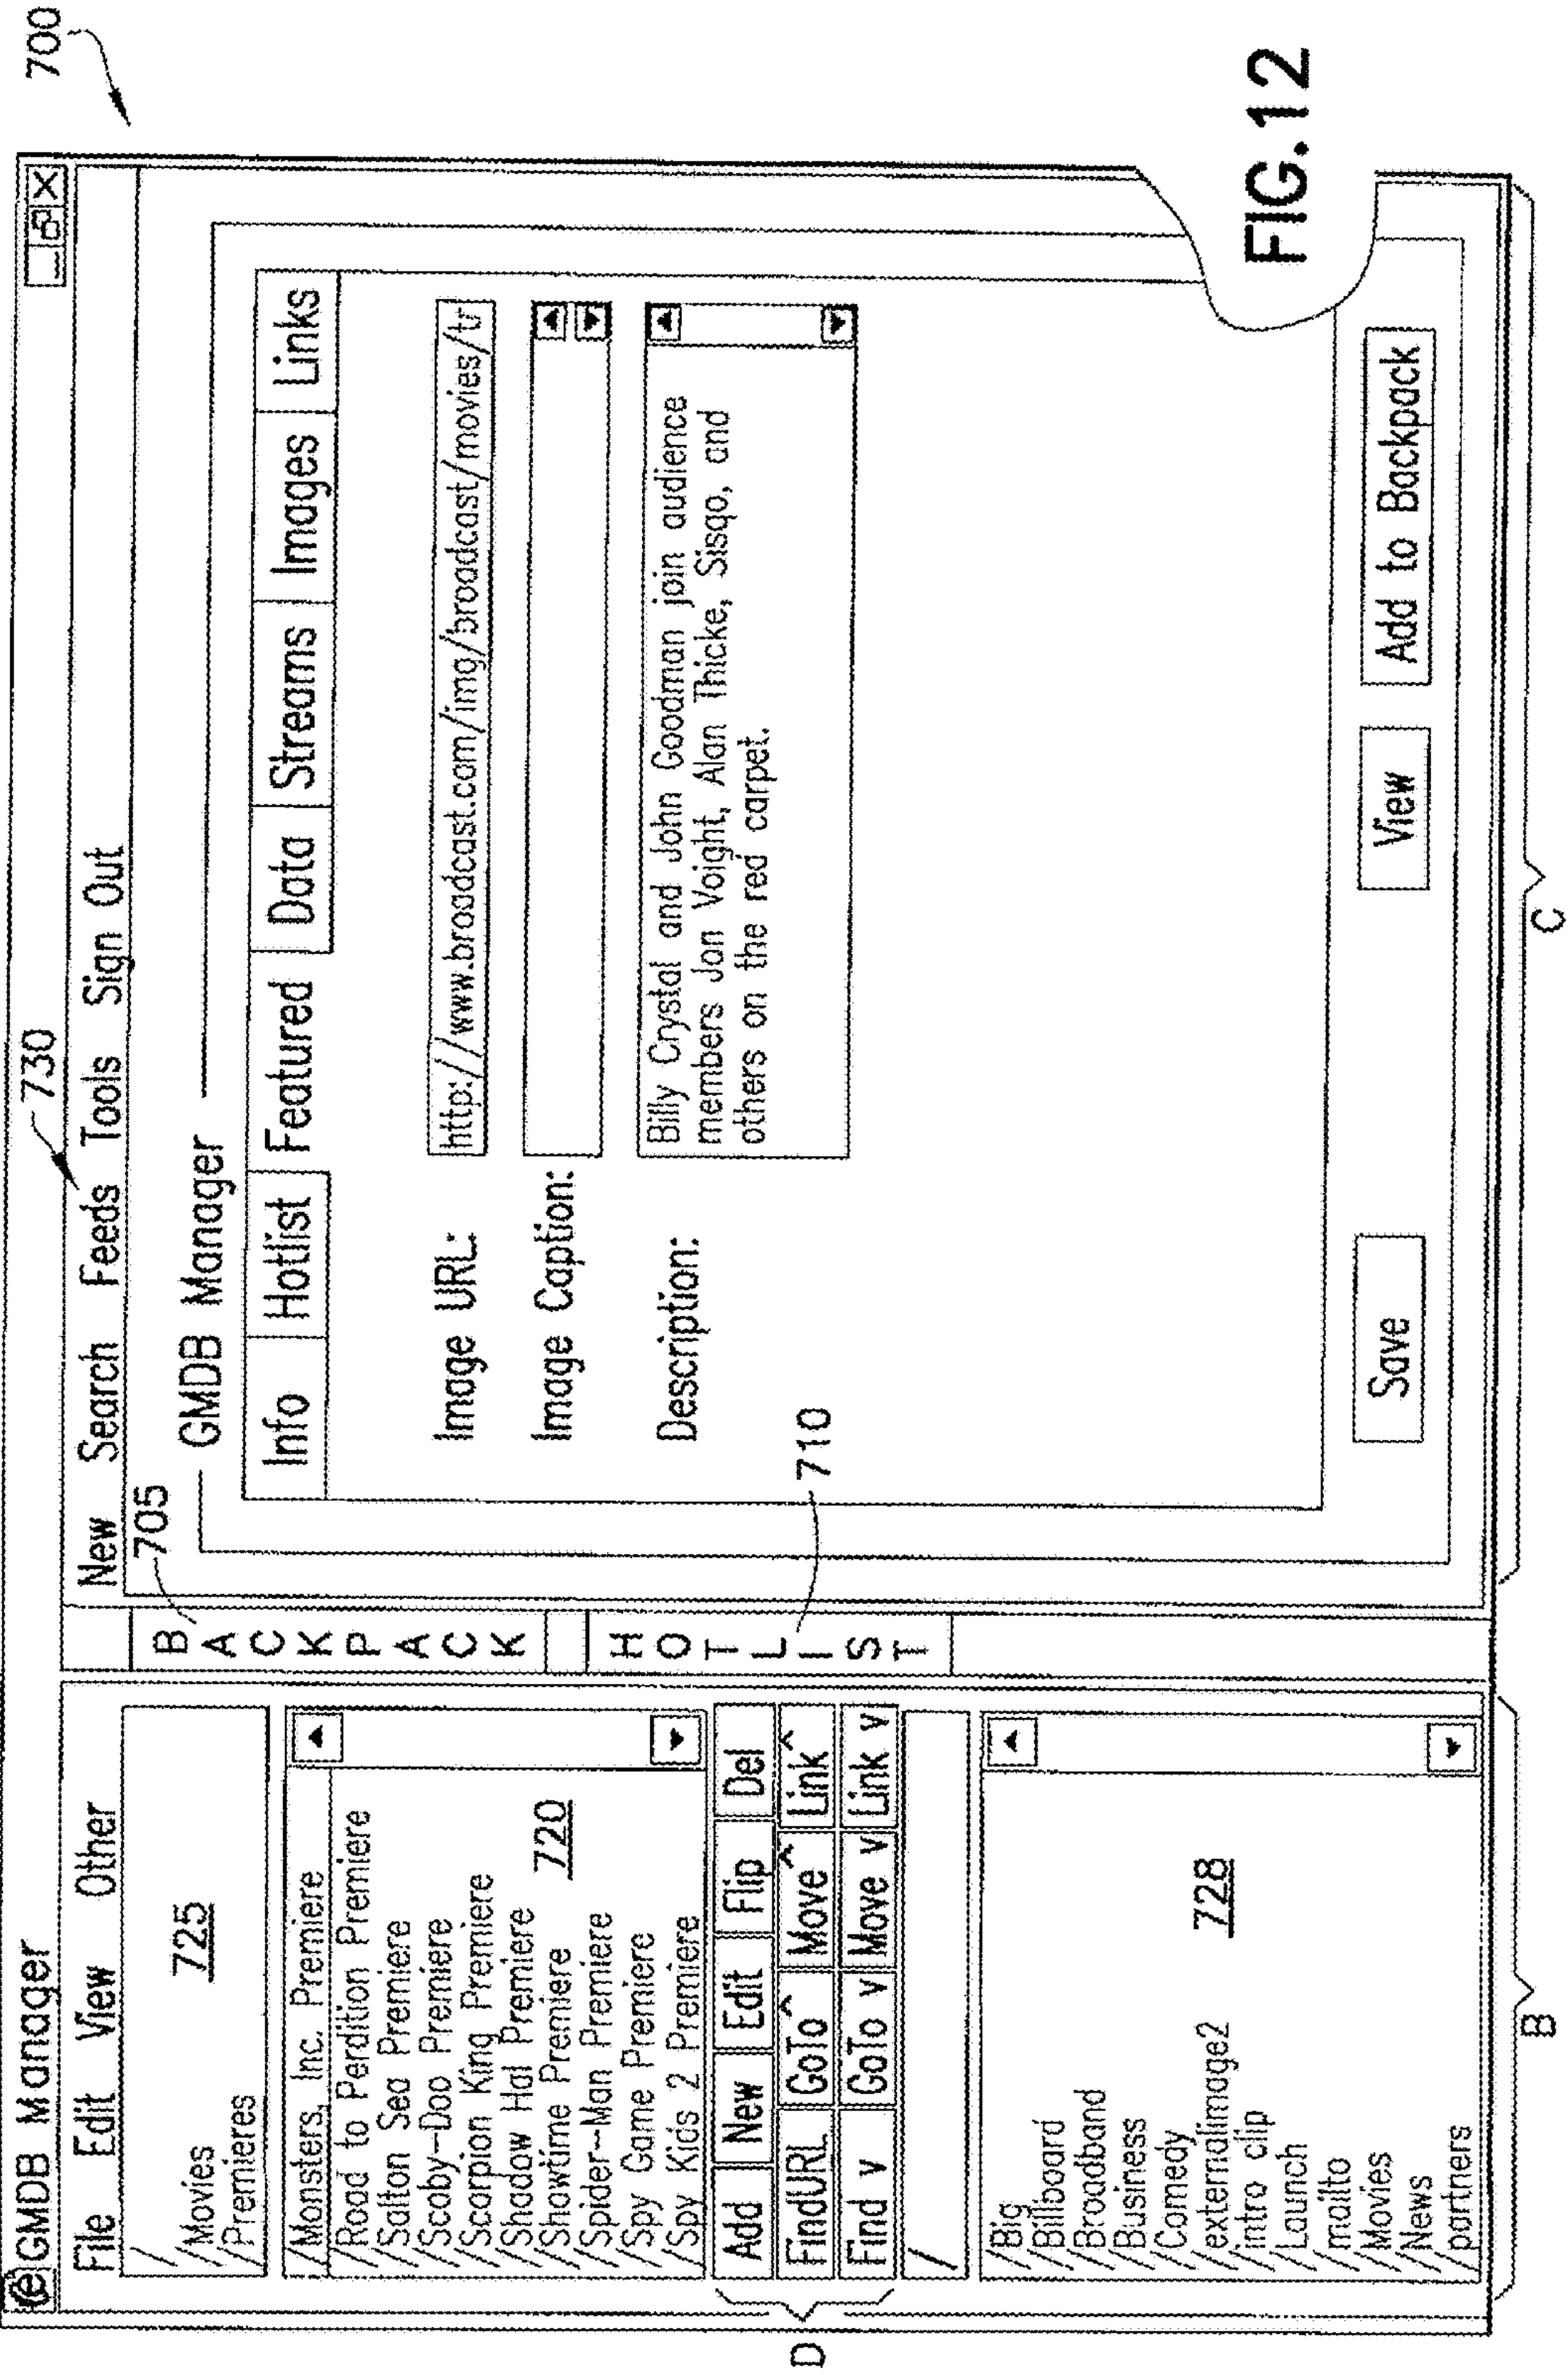 700
@GMDB Manager
730
File Edit View Other
New Search Feeds Tools Sign Out
/
/Movies
/Premieres
725
/Monsters, Inc. Premiere
/Road to Perdition Premiere
/Salton Sea Premiere
/Scoby-Doo Premiere
/Scorpion King Premiere
/Shadow Hal Premiere
/Showtime Premiere
/Spider-Man Premiere
/Spy Game Premiere
/Spy Kids 2 Premiere
720
D
Add New Edit Flip Del
FindURL GoTo^ Move^ Link^
Find v GoTo v Move v Link v
/
/Big
/Billboard
/Broadband
/Business
/Comedy
/externalimage2
/intro clip
/Launch
/mailto
/Movies
/News
/partners
728
B
705
BACKPACK
HOTLIST
710
GMDB Manager
Info Hotlist Featured Data Streams Images Links
Image URL: http://www.broadcast.com/img/broadcast/movies/tr
Image Caption:
Description: Billy Crystal and John Goodman join audience
members Jon Voight, Alan Thicke, Sisqo, and
others on the red carpet.
Save View Add to Backpack
C
FIG.12